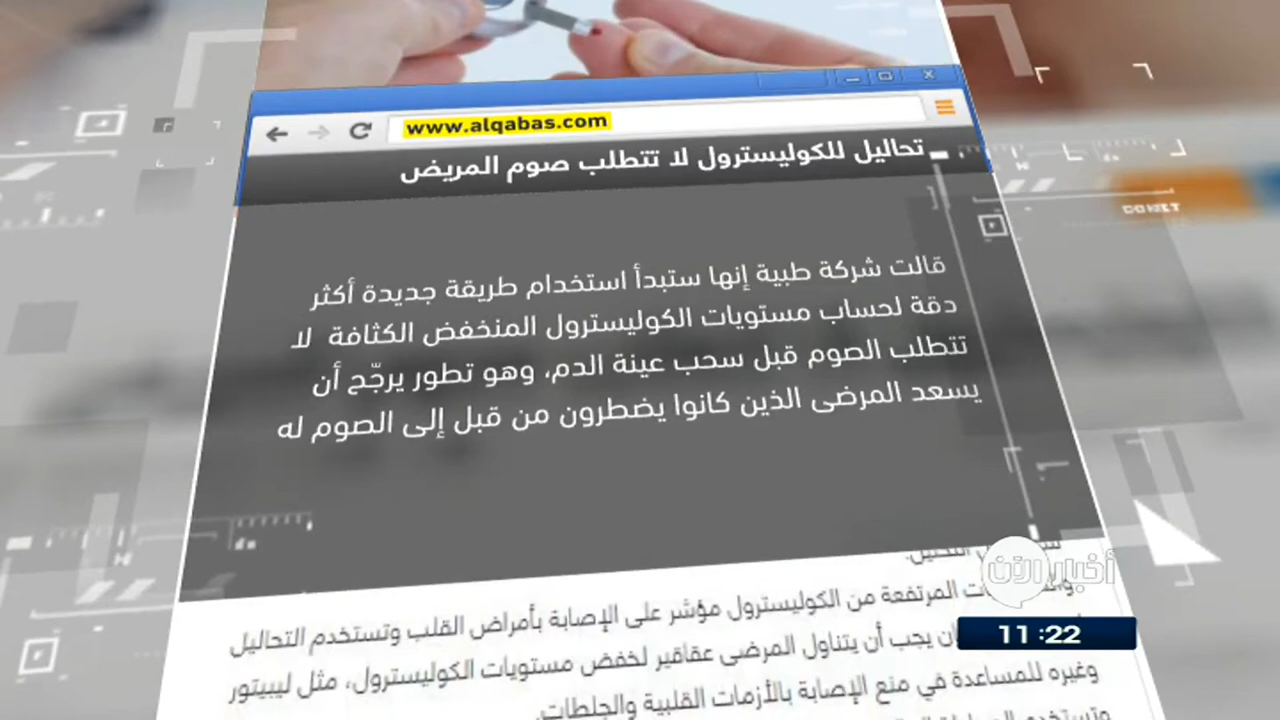 www.alqabas.com
تحاليل للكوليسترول لا تتطلب صوم المريض
قالت شركة طبية إنها ستبدأ استخدام طريقة جديدة أكثر
دقة لحساب مستويات الكوليسترول المنخفض الكثافة لا
تتطلب الصوم قبل سحب عينة الدم، وهو تطور يرجّح أن
يسعد المرضى الذين كانوا يضطرون من قبل إلى الصوم له
التحليل.
المرتفعة من الكوليسترول مؤشر على الإصابة بأمراض القلب وتستخدم التحاليل
يجب أن يتناول المرضى عقاقير لخفض مستويات الكوليسترول، مثل ليبيتور
وغيره للمساعدة في منع الإصابة بالأزمات القلبية والجلطات.
أخبار الآن
11:22